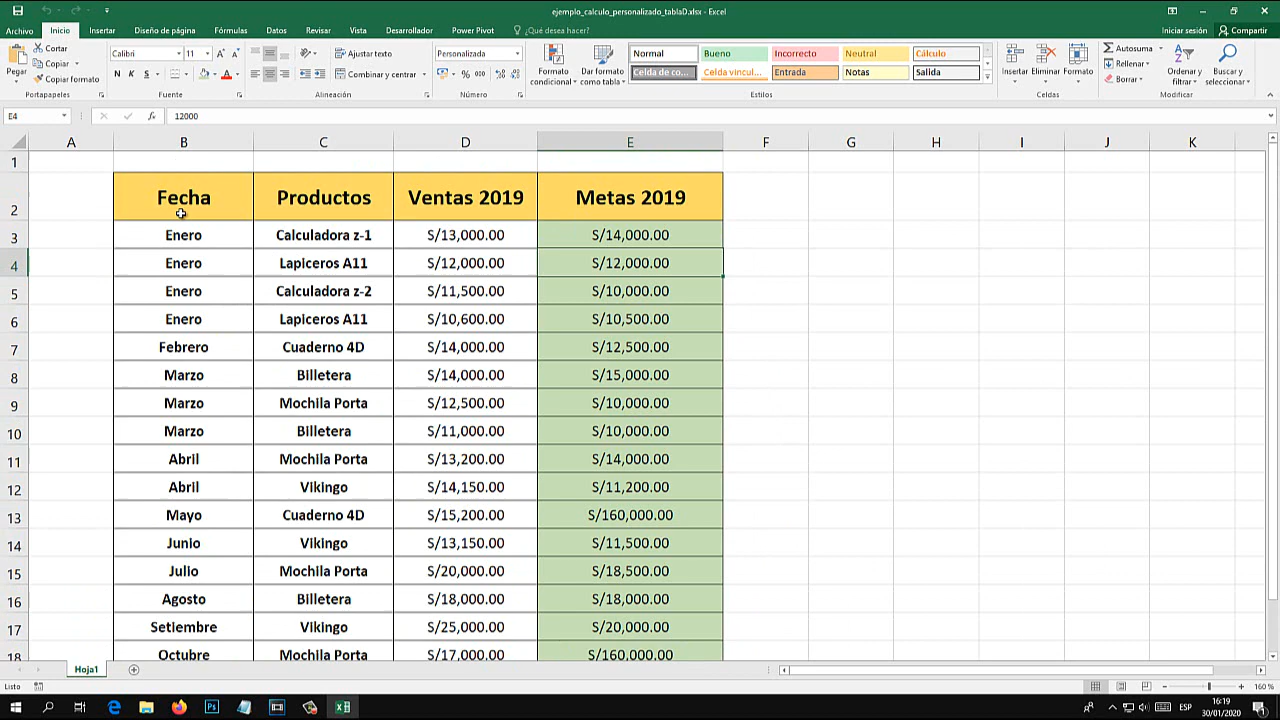 ejemplo_calculo_personalizado_tablaD.xlsx - Excel
Archivo Inicio Insertar Diseño de página Fórmulas Datos Revisar Vista Desarrollador Power Pivot ¿Qué desea hacer? Iniciar sesión Compartir
Pegar
Cortar
Copiar
Copiar formato
Portapapeles
Calibri 11
N K S
Fuente
Ajustar texto
Combinar y centrar
Alineación
Personalizada
% 000
Número
Formato condicional
Dar formato como tabla
Normal Bueno Incorrecto Neutral Cálculo
Celda de co... Celda vincul... Entrada Notas Salida
Estilos
Insertar Eliminar Formato
Celdas
Autosuma
Rellenar
Borrar
Ordenar y filtrar
Buscar y seleccionar
Modificar
E4 fx 12000
A B C D E F G H I J K
1
2 Fecha Productos Ventas 2019 Metas 2019
3 Enero Calculadora z-1 S/13,000.00 S/14,000.00
4 Enero Lapiceros A11 S/12,000.00 S/12,000.00
5 Enero Calculadora z-2 S/11,500.00 S/10,000.00
6 Enero Lapiceros A11 S/10,600.00 S/10,500.00
7 Febrero Cuaderno 4D S/14,000.00 S/12,500.00
8 Marzo Billetera S/14,000.00 S/15,000.00
9 Marzo Mochila Porta S/12,500.00 S/10,000.00
10 Marzo Billetera S/11,000.00 S/10,000.00
11 Abril Mochila Porta S/13,200.00 S/14,000.00
12 Abril Vikingo S/14,150.00 S/11,200.00
13 Mayo Cuaderno 4D S/15,200.00 S/160,000.00
14 Junio Vikingo S/13,150.00 S/11,500.00
15 Julio Mochila Porta S/20,000.00 S/18,500.00
16 Agosto Billetera S/18,000.00 S/18,000.00
17 Setiembre Vikingo S/25,000.00 S/20,000.00
18 Octubre Mochila Porta S/17,000.00 S/160,000.00
Hoja1
Listo 160 %
ESP 16:19
30/01/2020